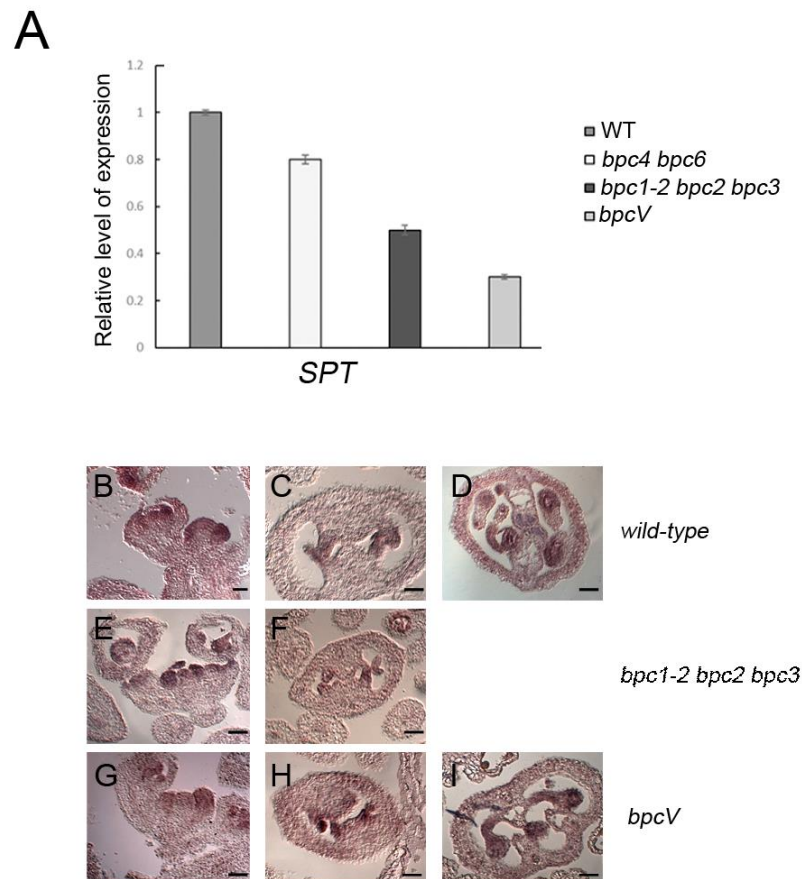 A
1.2
1
0.8
0.6
0.4
0.2
0
Relative level of expression
SPT
WT
bpc4 bpc6
bpc1-2 bpc2 bpc3
bpcV
B
C
D
wild-type
E
F
bpc1-2 bpc2 bpc3
G
H
I
bpcV